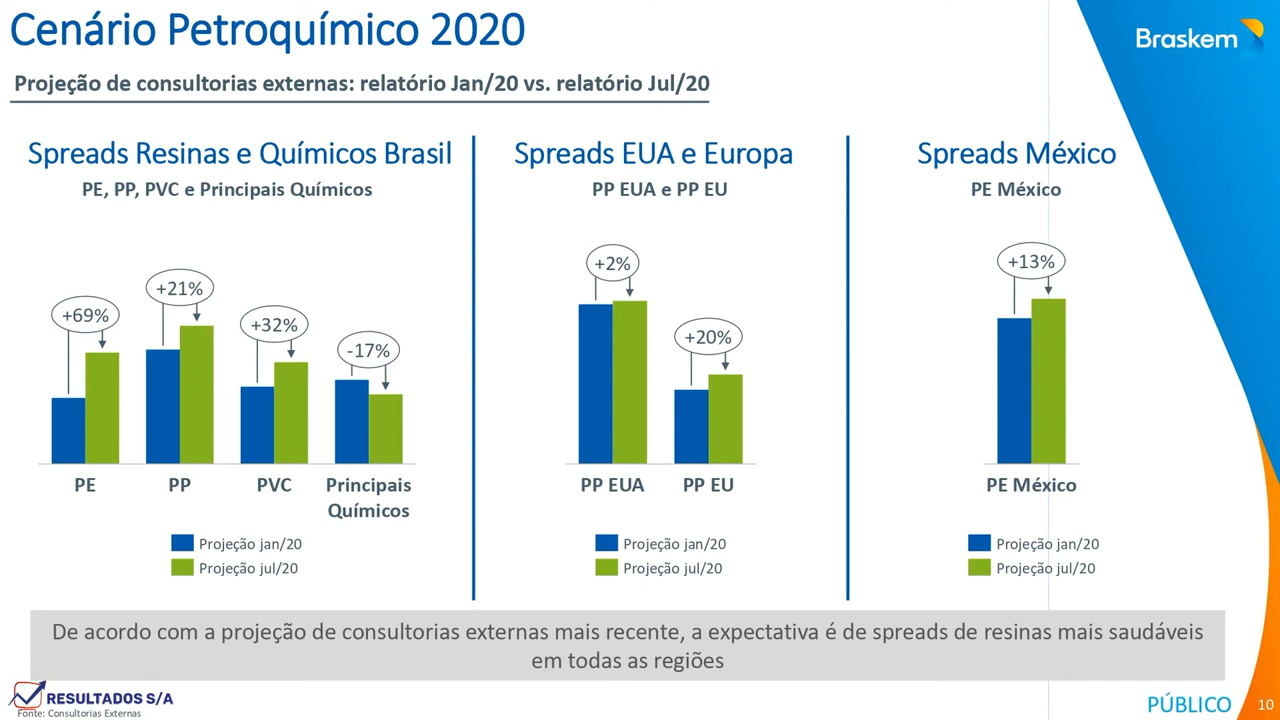 Cenário Petroquímico 2020
Braskem
Projeção de consultorias externas: relatório Jan/20 vs. relatório Jul/20
Spreads Resinas e Químicos Brasil
PE, PP, PVC e Principais Químicos
+69%
+21%
+32%
-17%
PE
PP
PVC
Principais
Químicos
Projeção jan/20
Projeção jul/20
Spreads EUA e Europa
PP EUA e PP EU
+2%
+20%
PP EUA
PP EU
Projeção jan/20
Projeção jul/20
Spreads México
PE México
+13%
PE México
Projeção jan/20
Projeção jul/20
De acordo com a projeção de consultorias externas mais recente, a expectativa é de spreads de resinas mais saudáveis
em todas as regiões
RESULTADOS S/A
Fonte: Consultorias Externas
PÚBLICO
10